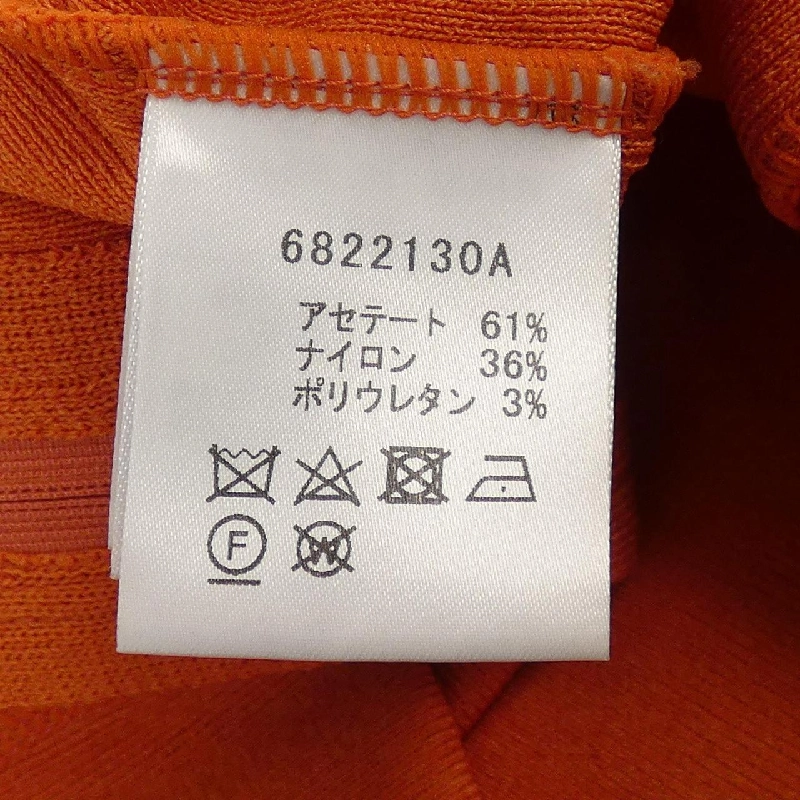 6822130A
アセテート 61%
ナイロン 36%
ポリウレタン 3%
F W